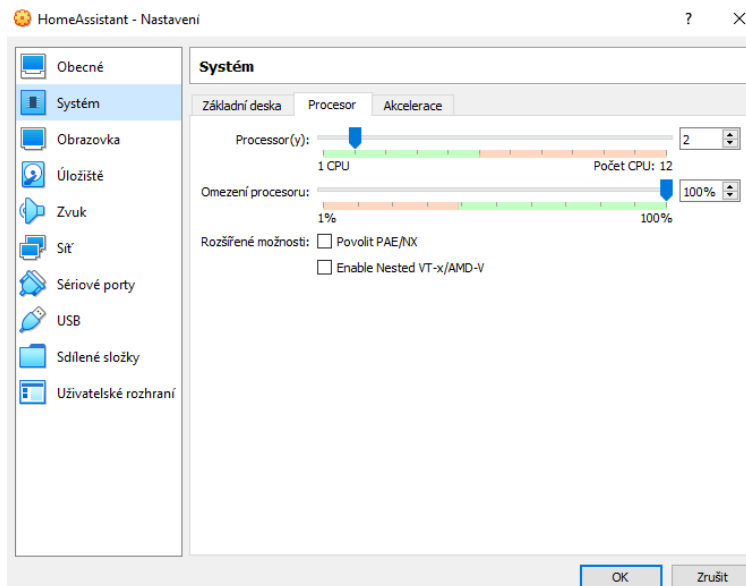 HomeAssistant - Nastavení
Obecné
Systém
Obrazovka
Úložiště
Zvuk
Síť
Sériové porty
USB
Sdílené složky
Uživatelské rozhraní
Systém
Základní deska Procesor Akcelerace
Processor(y): 2
1 CPU Počet CPU: 12
Omezení procesoru: 100%
1% 100%
Rozšířené možnosti: Povolit PAE/NX
Enable Nested VT-x/AMD-V
OK Zrušit